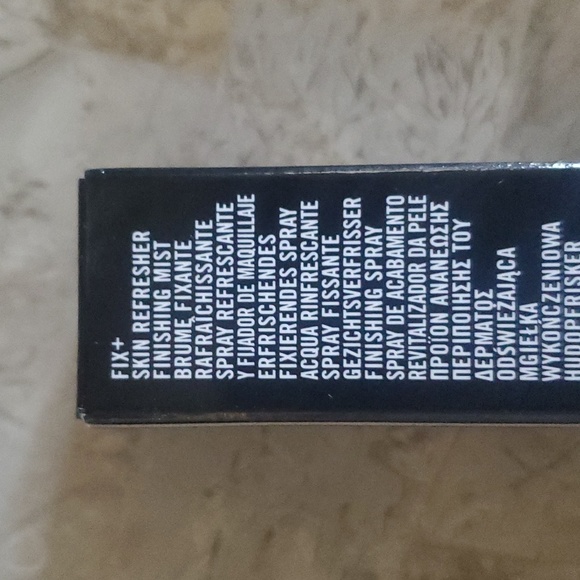 FIX+
SKIN REFRESHER
FINISHING MIST
BRUME FIXANTE
RAFRAÎCHISSANTE
SPRAY REFRESCANTE
Y FIJADOR DE MAQUILLAJE
ERFRISCHENDES
FIXIERENDES SPRAY
ACQUA RINFRESCANTE
SPRAY FISSANTE
GEZICHTSVERFRISSER
FINISHING SPRAY
SPRAY DE ACABAMENTO
REVITALIZADOR DA PELE
ΠΡΟΪΟΝ ΑΝΑΝΕΩΣΗΣ
ΠΕΡΙΠΟΙΗΣΗΣ ΤΟΥ
ΔΕΡΜΑΤΟΣ
ODŚWIEŻAJĄCA
MGIEŁKA
WYKOŃCZENIOWA
HUDOPFRISKER